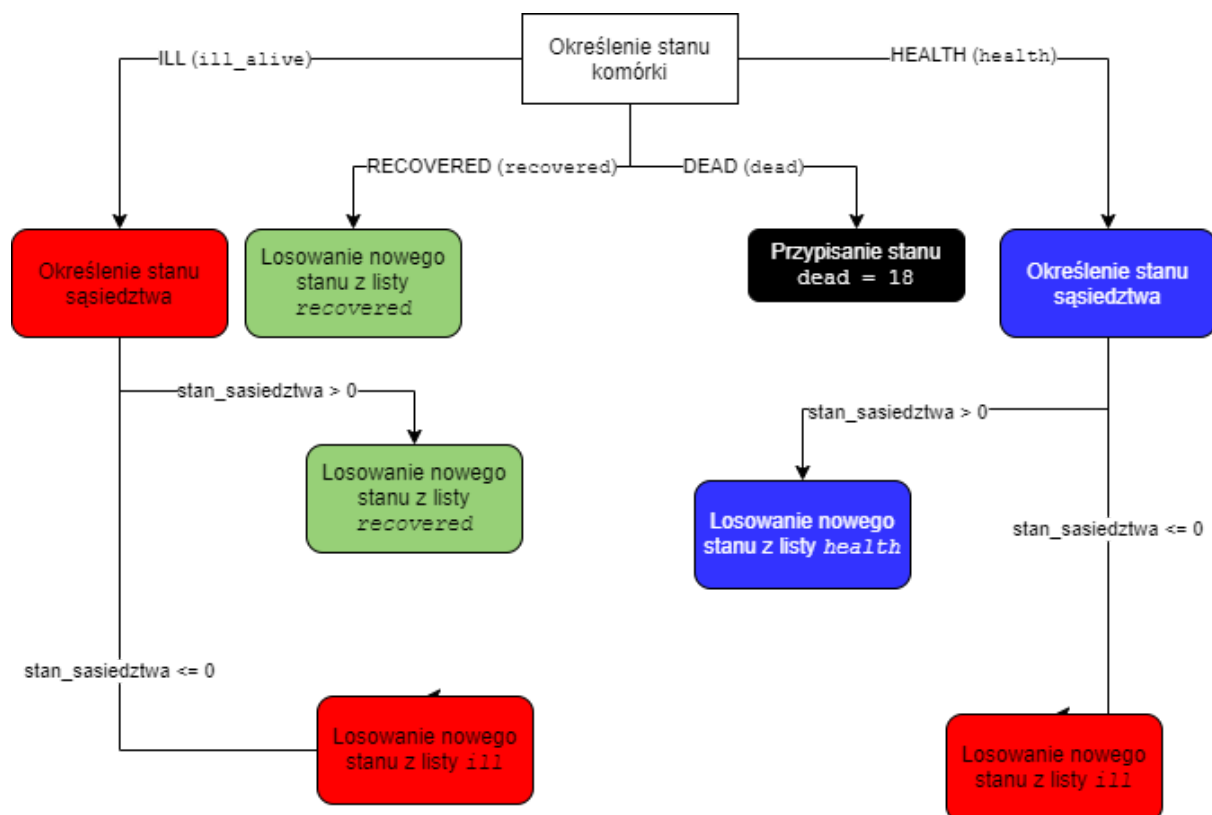 Określenie stanu
komórki
ILL (ill_alive)
HEALTH (health)
RECOVERED (recovered)
DEAD (dead)
Określenie stanu
sąsiedztwa
Losowanie nowego
stanu z listy
recovered
Przypisanie stanu
dead = 18
Określenie stanu
sąsiedztwa
stan_sasiedztwa > 0
stan_sasiedztwa > 0
Losowanie nowego
stanu z listy
recovered
Losowanie nowego
stanu z listy health
stan_sasiedztwa <= 0
stan_sasiedztwa <= 0
Losowanie nowego
stanu z listy ill
Losowanie nowego
stanu z listy ill